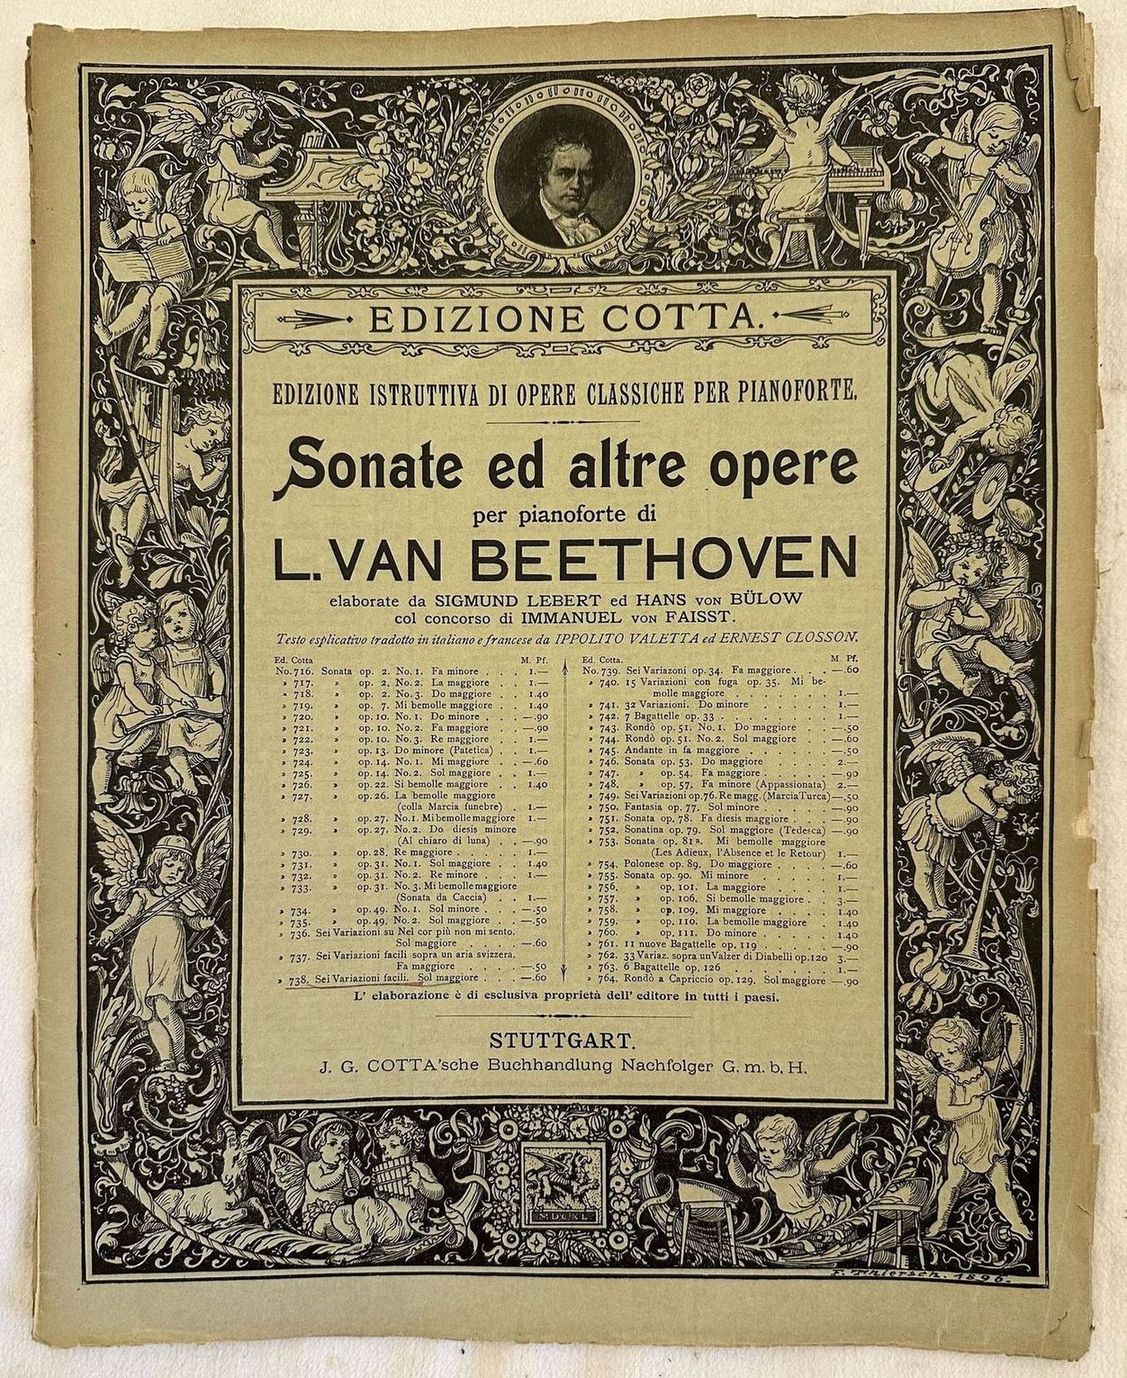 EDIZIONE COTTA.
EDIZIONE ISTRUTTIVA DI OPERE CLASSICHE PER PIANOFORTE.
Sonate ed altre opere
per pianoforte di
L. VAN BEETHOVEN
elaborate da SIGMUND LEBERT ed HANS VON BÜLOW
col concorso di IMMANUEL VON FAISST.
Testo esplicativo tradotto in italiano e francese da IPPOLITO VALETTA ed ERNEST CLOSSON.
Ed. Cotta M. Pf.
No. 716. Sonata op. 2. No. 1. Fa minore . . . 1.—
» 717. » op. 2. No. 2. La maggiore . . . 1.—
» 718. » op. 2. No. 3. Do maggiore . . . 1.40
» 719. » op. 7. Mi bemolle maggiore . . 1.40
» 720. » op. 10. No. 1. Do minore . . . —.90
» 721. » op. 10. No. 2. Fa maggiore . . . —.90
» 722. » op. 10. No. 3. Re maggiore . . . 1.—
» 723. » op. 13. Do minore (Patetica) . . 1.—
» 724. » op. 14. No. 1. Mi maggiore . . . —.60
» 725. » op. 14. No. 2. Sol maggiore . . . 1.—
» 726. » op. 22. Si bemolle maggiore . . 1.40
» 727. » op. 26. La bemolle maggiore
(colla Marcia funebre) . 1.—
» 728. » op. 27. No. 1. Mi bemolle maggiore 1.—
» 729. » op. 27. No. 2. Do diesis minore
(Al chiaro di luna) . . —.90
» 730. » op. 28. Re maggiore . . . . . 1.—
» 731. » op. 31. No. 1. Sol maggiore . . . 1.40
» 732. » op. 31. No. 2. Re minore . . . 1.—
» 733. » op. 31. No. 3. Mi bemolle maggiore
(Sonata da Caccia) . . 1.—
» 734. » op. 49. No. 1. Sol minore . . . —.50
» 735. » op. 49. No. 2. Sol maggiore . . —.50
» 736. Sei Variazioni su Nel cor più non mi sento.
Sol maggiore . . . . —.60
» 737. Sei Variazioni facili sopra un aria svizzera.
Fa maggiore . . . . —.50
» 738. Sei Variazioni facili. Sol maggiore . . . —.60
Ed. Cotta. M. Pf.
No. 739. Sei Variazoni op. 34. Fa maggiore . . . —.60
» 740. 15 Variazioni con fuga op. 35. Mi be-
molle maggiore . . . . . . . 1.—
» 741. 32 Variazioni. Do minore . . . . . 1.—
» 742. 7 Bagattelle op. 33 . . . . . . . 1.—
» 743. Rondò op. 51. No. 1. Do maggiore . . —.50
» 744. Rondò op. 51. No. 2. Sol maggiore . . —.60
» 745. Andante in fa maggiore . . . . . —.50
» 746. Sonata op. 53. Do maggiore . . . . 2.—
» 747. » op. 54. Fa maggiore . . . . . —.90
» 748. » op. 57. Fa minore (Appassionata) 2.—
» 749. Sei Variazioni op. 76. Re magg. (Marcia Turca) —.50
» 750. Fantasia op. 77. Sol minore . . . . . —.90
» 751. Sonata op. 78. Fa diesis maggiore . . . —.90
» 752. Sonatina op. 79. Sol maggiore (Tedesca) —.90
» 753. Sonata op. 81a. Mi bemolle maggiore
(Les Adieux, l'Absence et le Retour) 1.—
» 754. Polonese op. 89. Do maggiore . . . . —.60
» 755. Sonata op. 90. Mi minore . . . . . 1.—
» 756. » op. 101. La maggiore . . . . 1.—
» 757. » op. 106. Si bemolle maggiore . . 3.—
» 758. » op. 109. Mi maggiore . . . . 1.40
» 759. » op. 110. La bemolle maggiore . 1.40
» 760. » op. 111. Do minore . . . . . 1.40
» 761. 11 nuove Bagattelle op. 119 . . . . . —.90
» 762. 33 Variaz. sopra un Valzer di Diabelli op. 120 3.—
» 763. 6 Bagattelle op. 126 . . . . . . . 1.—
» 764. Rondò a Capriccio op. 129. Sol maggiore —.90
L' elaborazione è di esclusiva proprietà dell' editore in tutti i paesi.
STUTTGART.
J. G. COTTA'sche Buchhandlung Nachfolger G. m. b. H.
MDCXL
F. Thiersch. 1896.